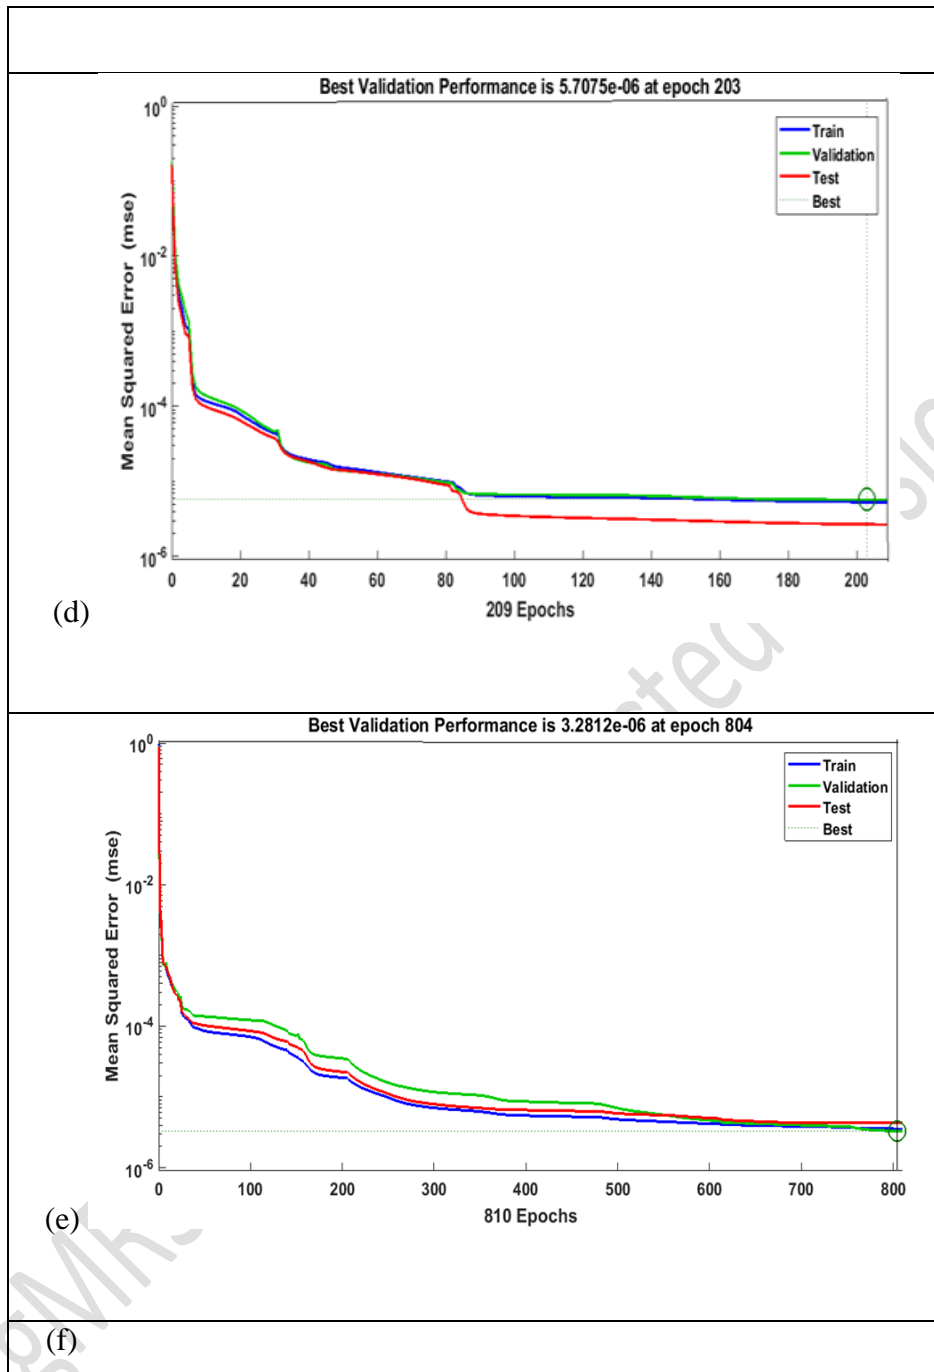 Best Validation Performance is 5.7075e-06 at epoch 203
10^0
10^-2
10^-4
10^-6
Mean Squared Error (mse)
Train
Validation
Test
Best
0 20 40 60 80 100 120 140 160 180 200
209 Epochs
(d)
Best Validation Performance is 3.2812e-06 at epoch 804
10^0
10^-2
10^-4
10^-6
Mean Squared Error (mse)
Train
Validation
Test
Best
0 100 200 300 400 500 600 700 800
810 Epochs
(e)
(f)